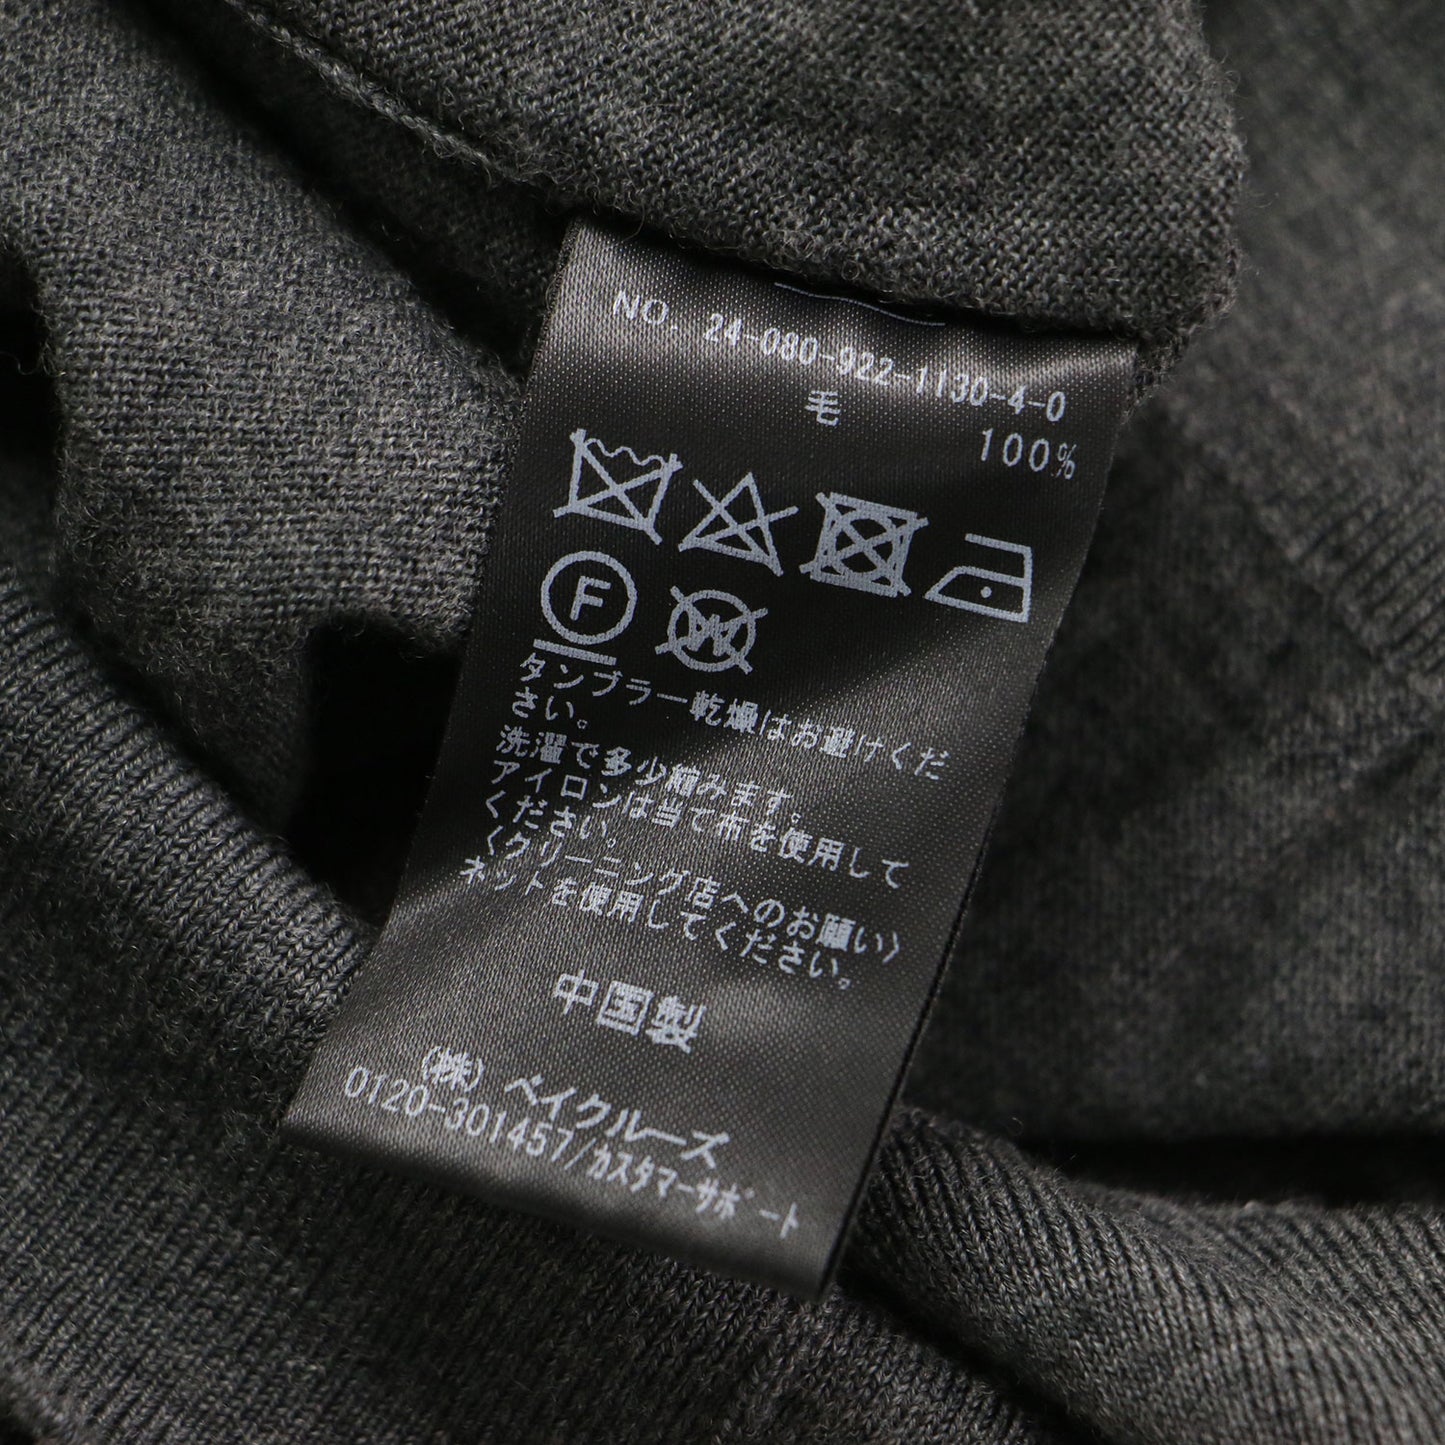 NO. 24-080-922-1130-4-0
毛
100%
F
W
タンブラー乾燥はお避けくだ
さい。
洗濯で多少縮みます。
アイロンは当て布を使用して
ください。
〈クリーニング店へのお願い〉
ネットを使用してください。
中国製
(株) ベイクルーズ
0120-301457/カスタマーサポート